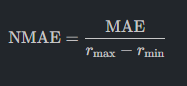 NMAE = MAE / (r_max − r_min)